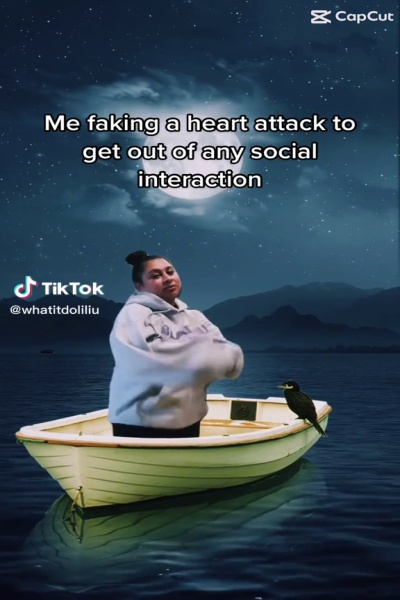 CapCut
Me faking a heart attack to
get out of any social
interaction
TikTok
@whatitdoliliu